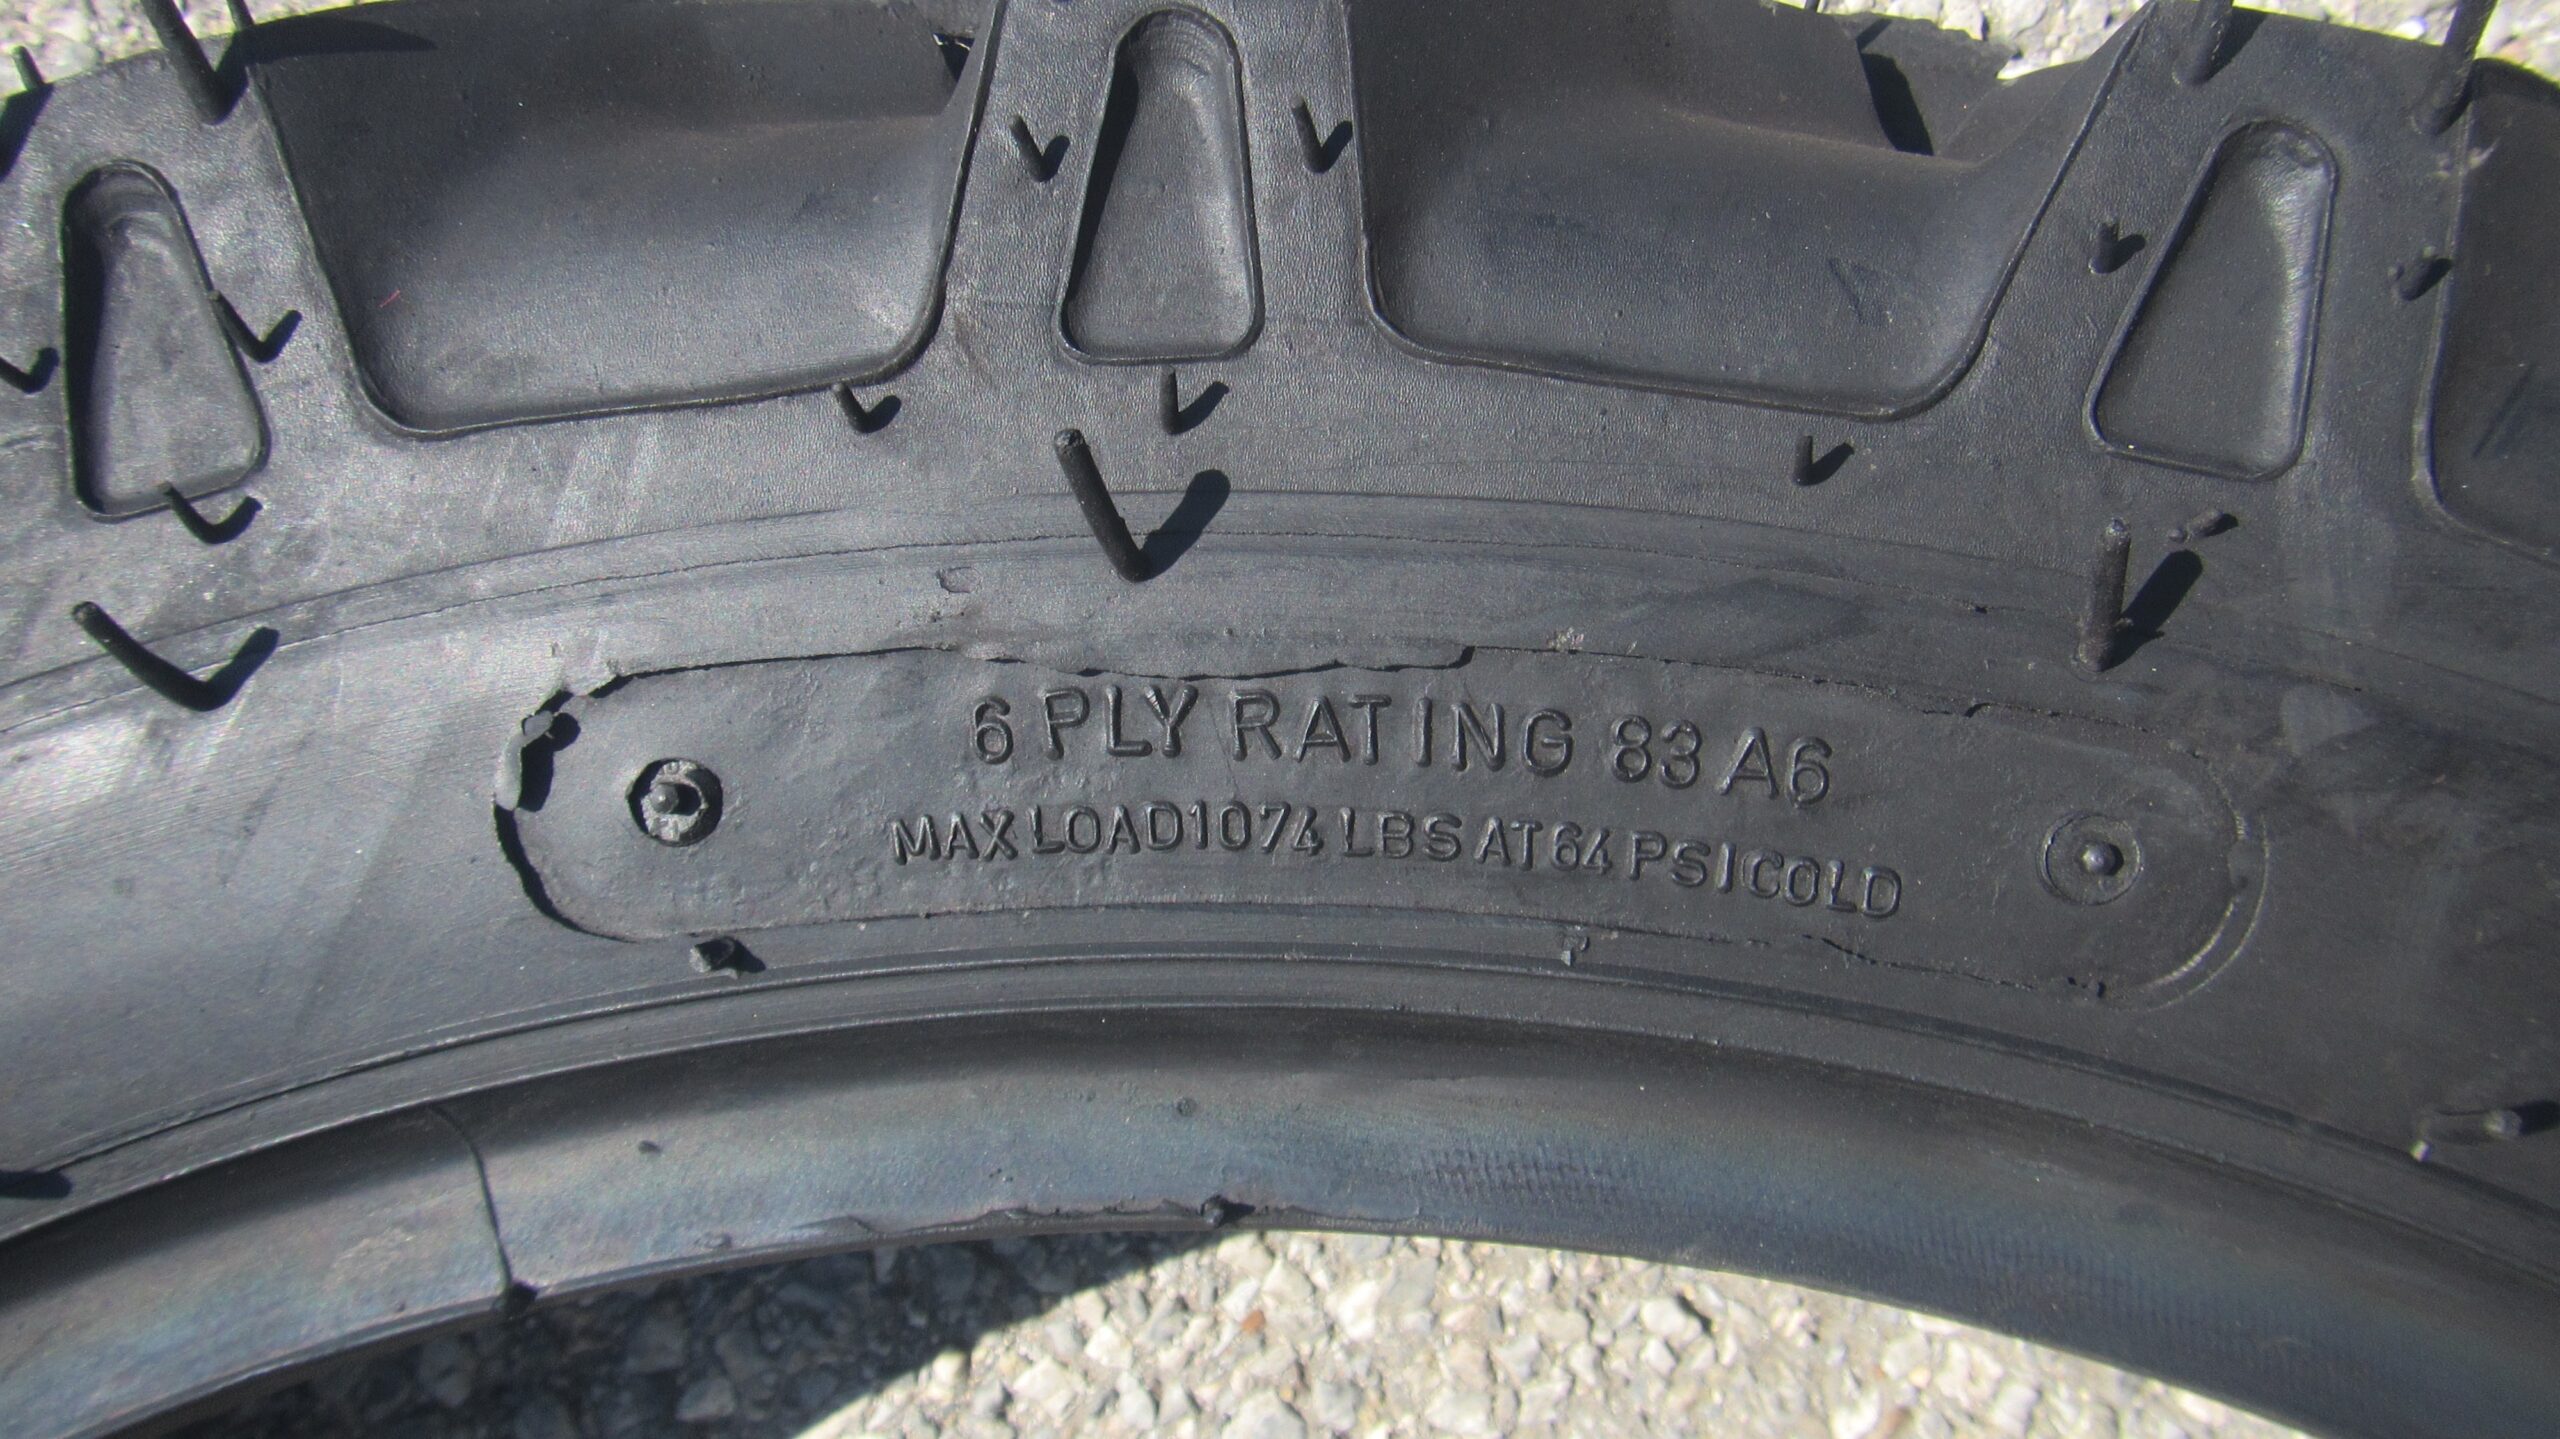 6 PLY RATING 83 A6
MAX LOAD 1074 LBS AT 64 PSI COLD